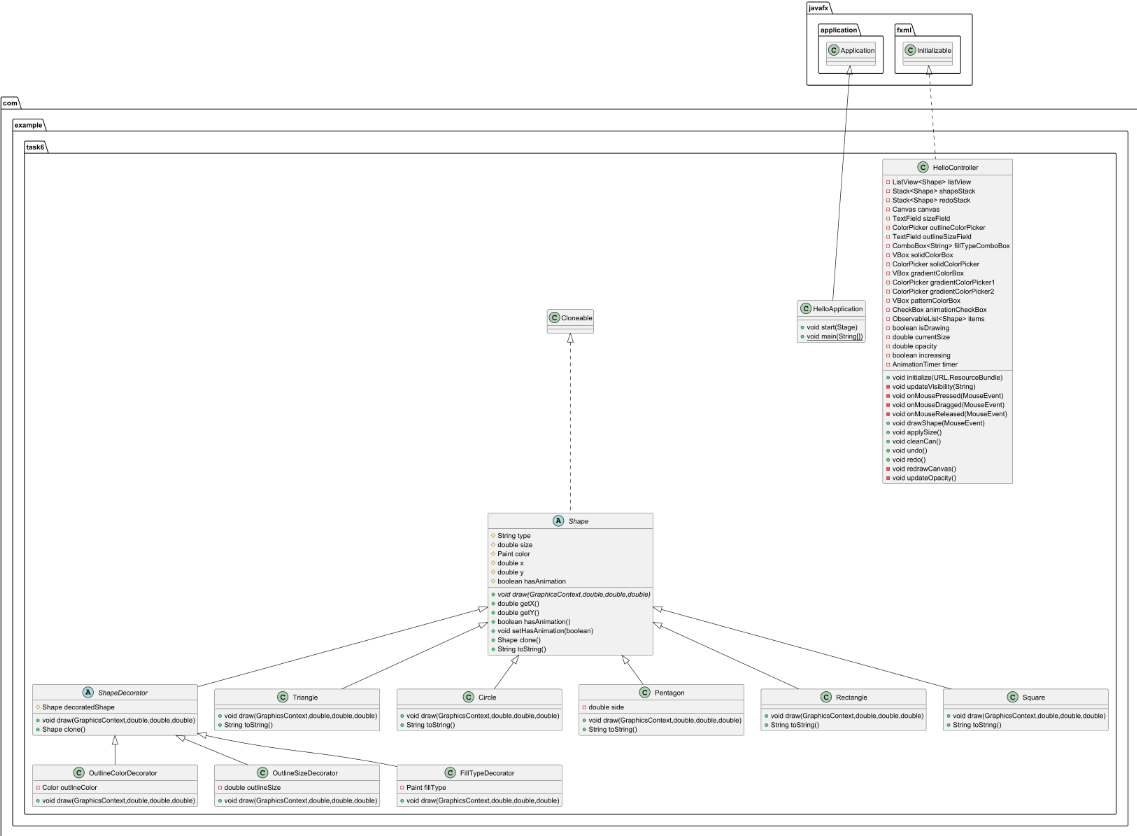 javafx
application
fxml
C Application
C Initializable
com
example
task6
C HelloController
ListView<Shape> listView
Stack<Shape> shapeStack
Stack<Shape> redoStack
Canvas canvas
TextField sizeField
ColorPicker outlineColorPicker
TextField outlineSizeField
ComboBox<String> fillTypeComboBox
VBox solidColorBox
ColorPicker solidColorPicker
VBox gradientColorBox
ColorPicker gradientColorPicker1
ColorPicker gradientColorPicker2
VBox patternColorBox
CheckBox animationCheckBox
ObservableList<Shape> items
boolean isDrawing
double currentSize
double opacity
boolean increasing
AnimationTimer timer
void initialize(URL,ResourceBundle)
void updateVisibility(String)
void onMousePressed(MouseEvent)
void onMouseDragged(MouseEvent)
void onMouseReleased(MouseEvent)
void drawShape(MouseEvent)
void applySize()
void cleanCan()
void undo()
void redo()
void redrawCanvas()
void updateOpacity()
C HelloApplication
void start(Stage)
void main(String[])
C Cloneable
A Shape
String type
double size
Paint color
double x
double y
boolean hasAnimation
void draw(GraphicsContext,double,double,double)
double getX()
double getY()
boolean hasAnimation()
void setHasAnimation(boolean)
Shape clone()
String toString()
A ShapeDecorator
Shape decoratedShape
void draw(GraphicsContext,double,double,double)
Shape clone()
C Triangle
void draw(GraphicsContext,double,double,double)
String toString()
C Circle
void draw(GraphicsContext,double,double,double)
String toString()
C Pentagon
double side
void draw(GraphicsContext,double,double,double)
String toString()
C Rectangle
void draw(GraphicsContext,double,double,double)
String toString()
C Square
void draw(GraphicsContext,double,double,double)
String toString()
C OutlineColorDecorator
Color outlineColor
void draw(GraphicsContext,double,double,double)
C OutlineSizeDecorator
double outlineSize
void draw(GraphicsContext,double,double,double)
C FillTypeDecorator
Paint fillType
void draw(GraphicsContext,double,double,double)